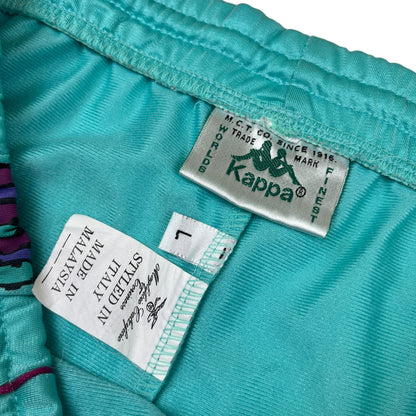 M.C.T. CO. SINCE 1916.
TRADE MARK
WORLDS FINEST
Kappa®
L
MADE IN
MALAYSIA
STYLED IN
ITALY